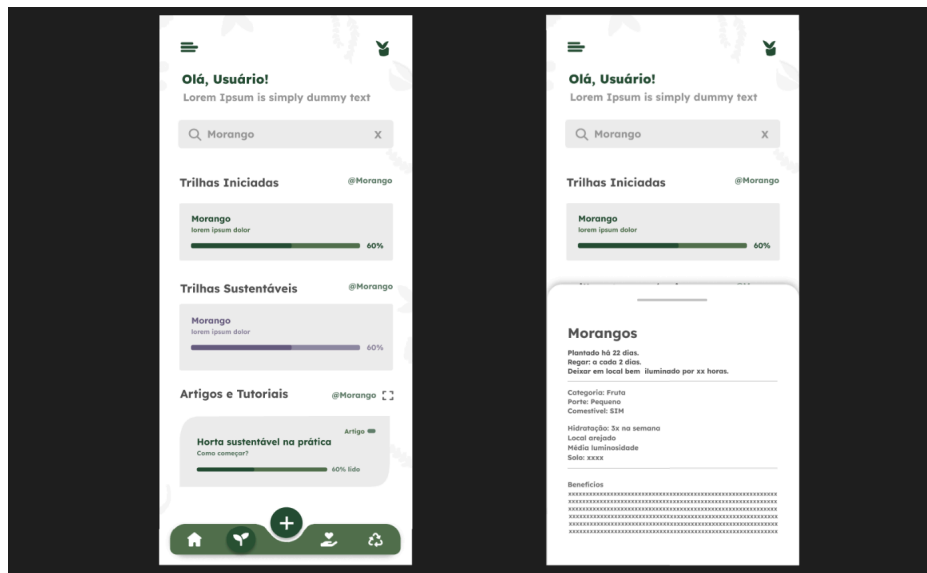 Olá, Usuário!
Lorem Ipsum is simply dummy text
Morango X
Trilhas Iniciadas @Morango
Morango
lorem ipsum dolor
60%
Trilhas Sustentáveis @Morango
Morango
lorem ipsum dolor
60%
Artigos e Tutoriais @Morango
Artigo
Horta sustentável na prática
Como começar?
60% lido
Olá, Usuário!
Lorem Ipsum is simply dummy text
Morango X
Trilhas Iniciadas @Morango
Morango
lorem ipsum dolor
60%
Morangos
Plantado há 22 dias.
Regar: a cada 2 dias.
Deixar em local bem iluminado por xx horas.
Categoria: Fruta
Porte: Pequeno
Comestível: SIM
Hidratação: 3x na semana
Local arejado
Média luminosidade
Solo: xxxx
Benefícios